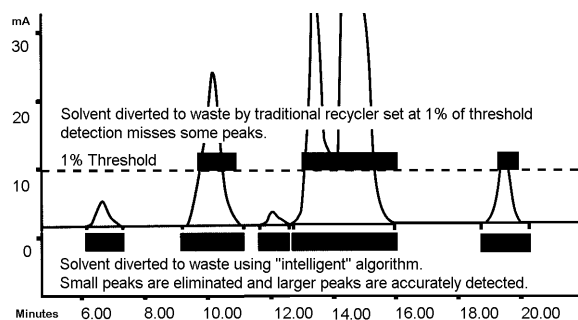 mA
30
20
Solvent diverted to waste by traditional recycler set at 1% of threshold
detection misses some peaks.
1% Threshold
10
0
Solvent diverted to waste using "intelligent" algorithm.
Small peaks are eliminated and larger peaks are accurately detected.
Minutes 6.00 8.00 10.00 12.00 14.00 16.00 18.00 20.00